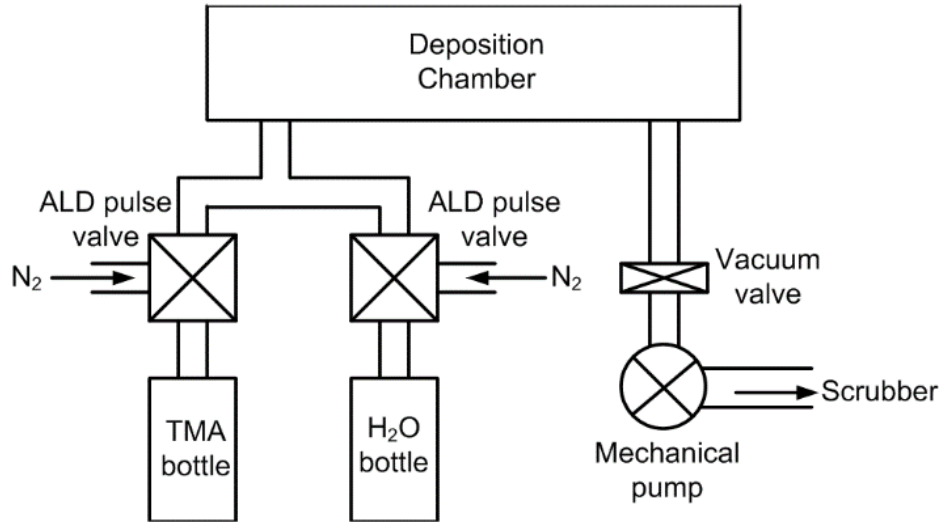 Deposition
Chamber
ALD pulse
valve
ALD pulse
valve
N₂
N₂
Vacuum
valve
TMA
bottle
H₂O
bottle
Scrubber
Mechanical
pump